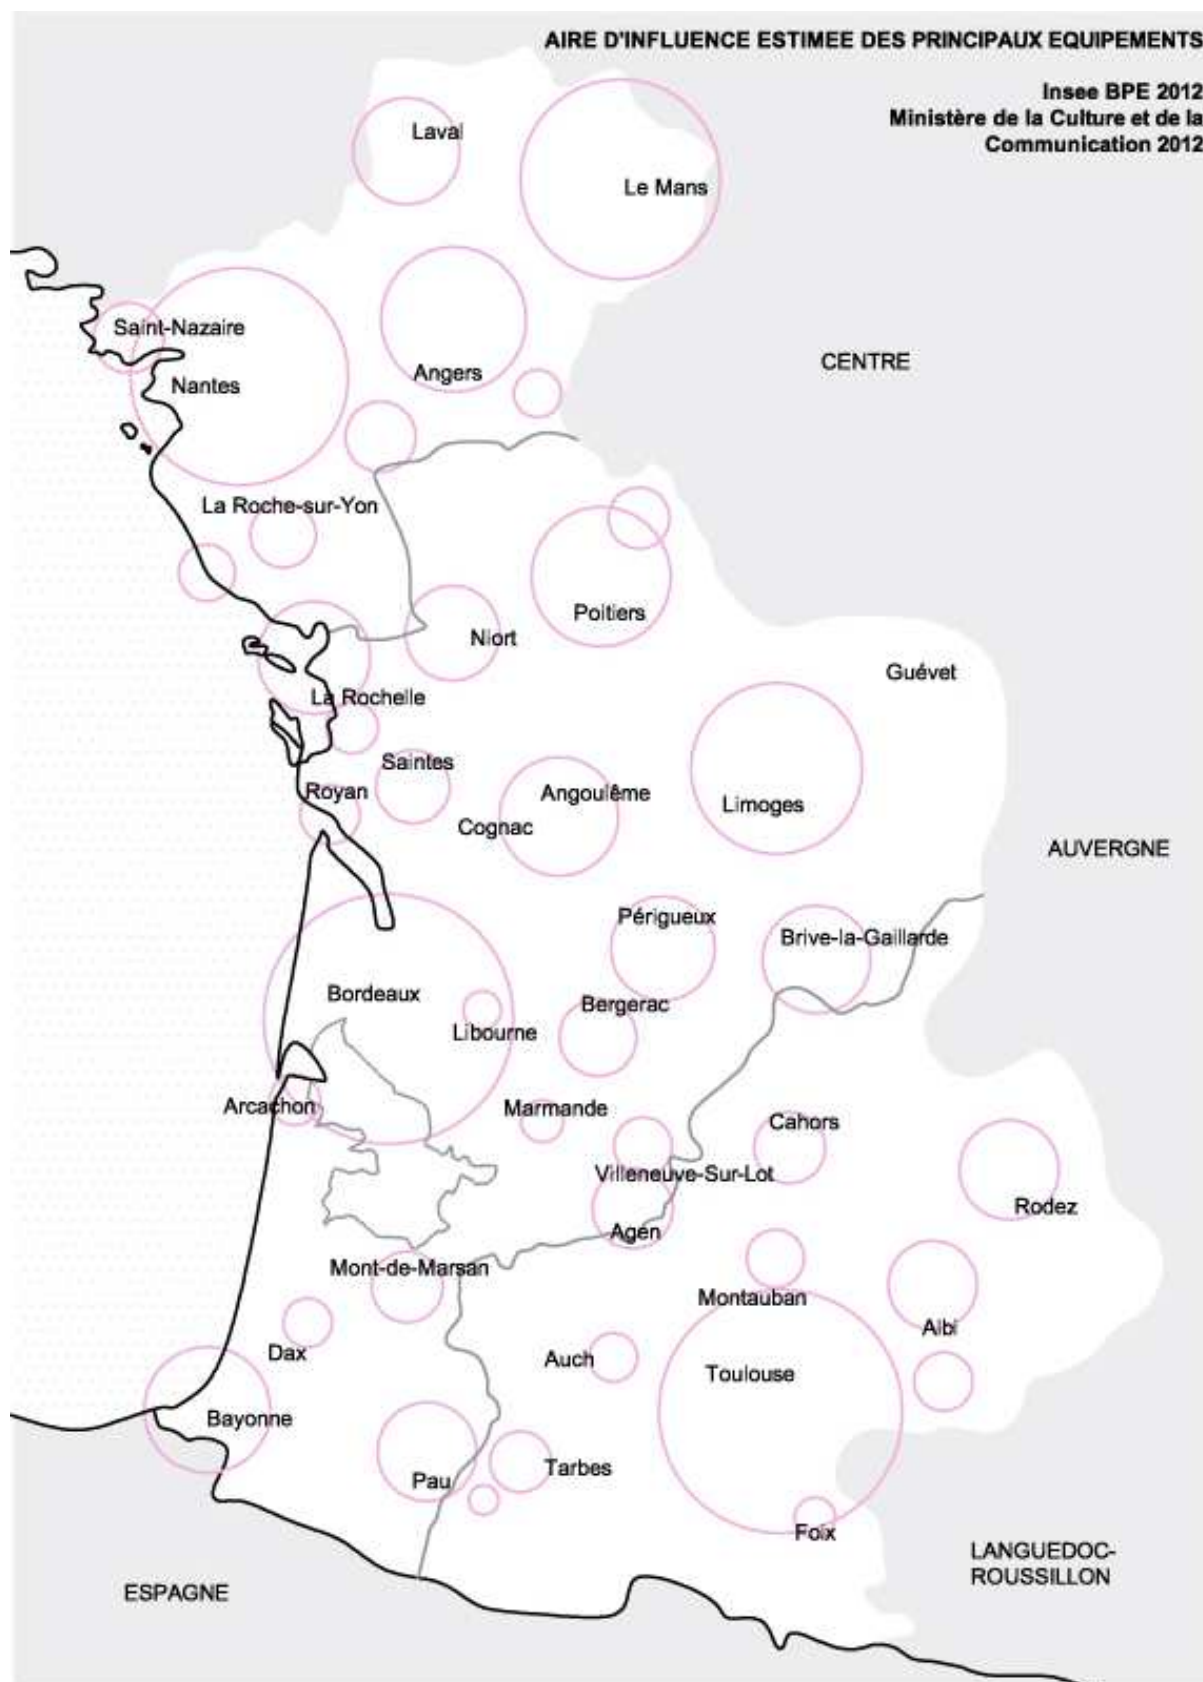 AIRE D'INFLUENCE ESTIMEE DES PRINCIPAUX EQUIPEMENTS
Insee BPE 2012
Ministère de la Culture et de la
Communication 2012
Laval
Le Mans
Saint-Nazaire
CENTRE
Angers
Nantes
La Roche-sur-Yon
Poitiers
Niort
Guévet
La Rochelle
Saintes
Royan
Angoulême
Limoges
Cognac
AUVERGNE
Périgueux
Brive-la-Gaillarde
Bordeaux
Bergerac
Libourne
Arcachon
Marmande
Cahors
Villeneuve-Sur-Lot
Rodez
Agen
Mont-de-Marsan
Montauban
Albi
Dax
Auch
Toulouse
Bayonne
Pau
Tarbes
Foix
LANGUEDOC-
ROUSSILLON
ESPAGNE